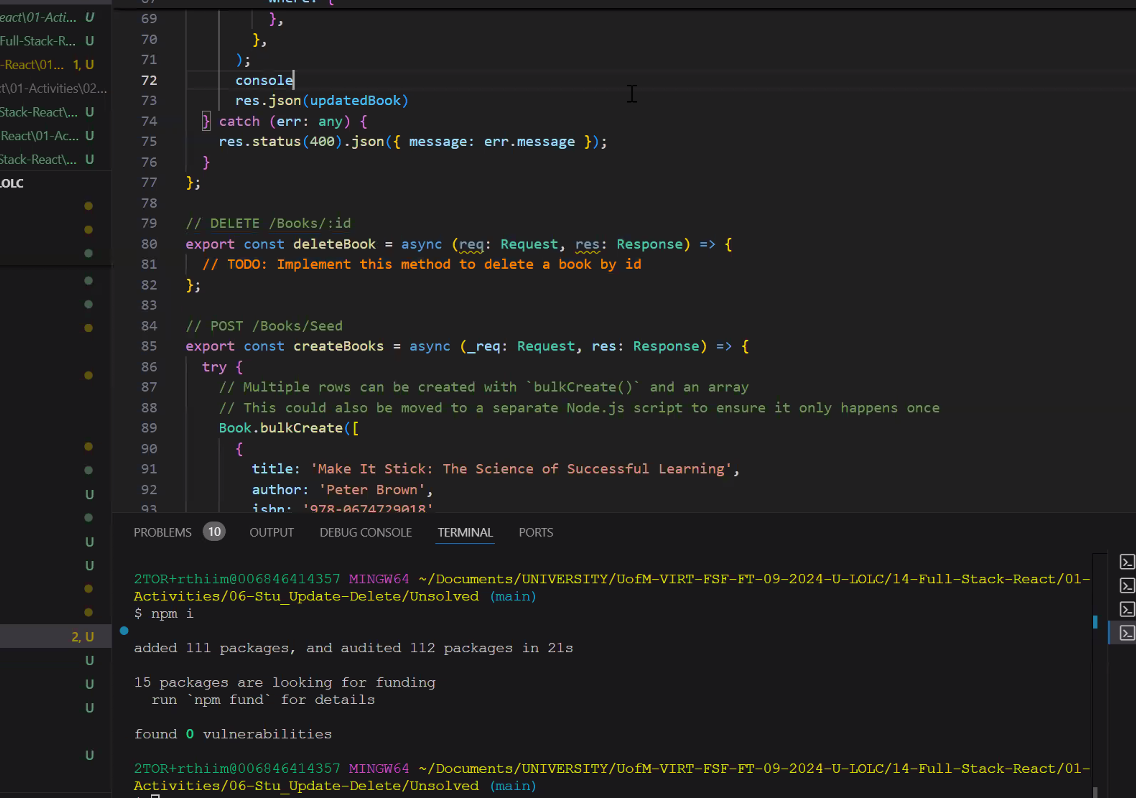 eact\01-Acti... U
Full-Stack-R... U
-React\01... 1, U
ct\01-Activities\02...
Stack-React\... U
React\01-Ac... U
Stack-React\... U
LOLC
2, U
U
U
U
U
U
U
U
69 },
70 },
71 );
72 console
73 res.json(updatedBook)
74 } catch (err: any) {
75 res.status(400).json({ message: err.message });
76 }
77 };
78
79 // DELETE /Books/:id
80 export const deleteBook = async (req: Request, res: Response) => {
81 // TODO: Implement this method to delete a book by id
82 };
83
84 // POST /Books/Seed
85 export const createBooks = async (_req: Request, res: Response) => {
86 try {
87 // Multiple rows can be created with `bulkCreate()` and an array
88 // This could also be moved to a separate Node.js script to ensure it only happens once
89 Book.bulkCreate([
90 {
91 title: 'Make It Stick: The Science of Successful Learning',
92 author: 'Peter Brown',
93 isbn: '978-0674729018'
PROBLEMS 10 OUTPUT DEBUG CONSOLE TERMINAL PORTS
2TOR+rthiim@006846414357 MINGW64 ~/Documents/UNIVERSITY/UofM-VIRT-FSF-FT-09-2024-U-LOLC/14-Full-Stack-React/01-
Activities/06-Stu_Update-Delete/Unsolved (main)
$ npm i
added 111 packages, and audited 112 packages in 21s
15 packages are looking for funding
run `npm fund` for details
found 0 vulnerabilities
2TOR+rthiim@006846414357 MINGW64 ~/Documents/UNIVERSITY/UofM-VIRT-FSF-FT-09-2024-U-LOLC/14-Full-Stack-React/01-
Activities/06-Stu_Update-Delete/Unsolved (main)